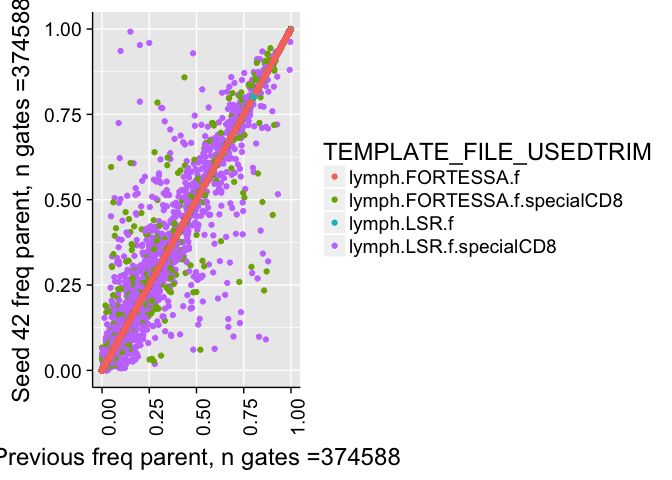 Seed 42 freq parent, n gates =374588
1.00
0.75
0.50
0.25
0.00
0.00
0.25
0.50
0.75
1.00
Previous freq parent, n gates =374588
TEMPLATE_FILE_USEDTRIM
lymph.FORTESSA.f
lymph.FORTESSA.f.specialCD8
lymph.LSR.f
lymph.LSR.f.specialCD8